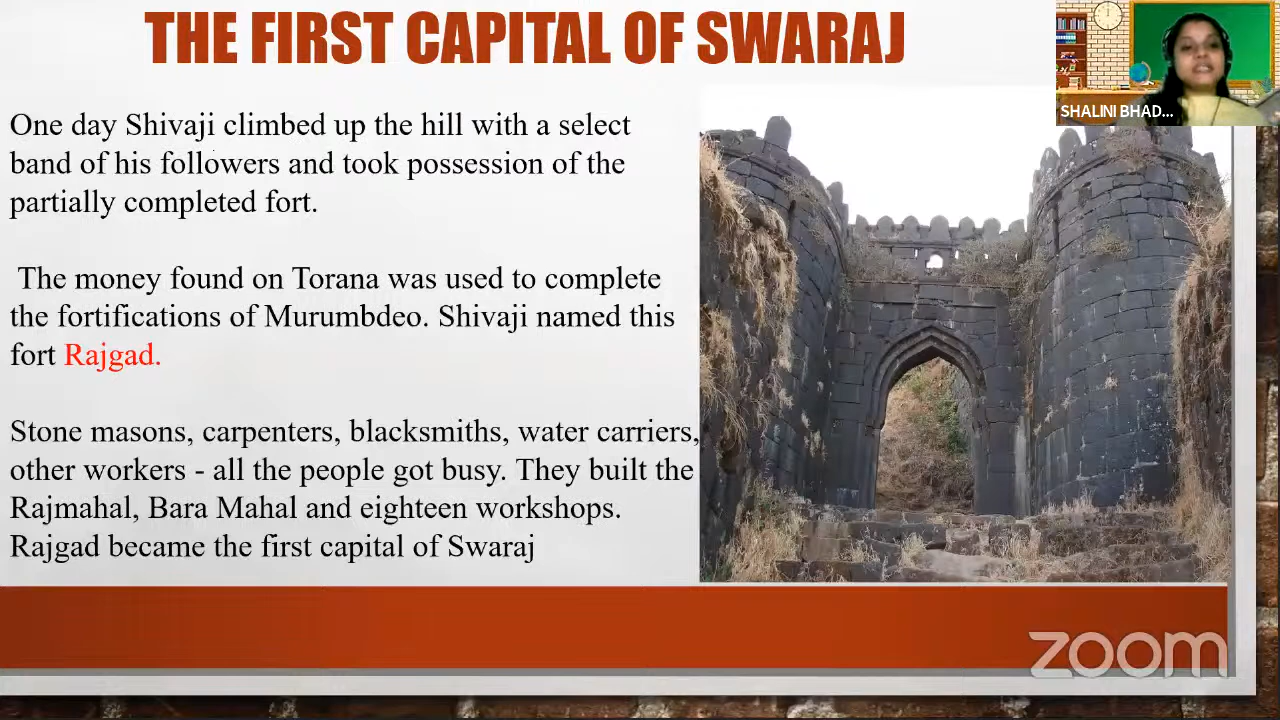 THE FIRST CAPITAL OF SWARAJ
SHALINI BHAD...
One day Shivaji climbed up the hill with a select
band of his followers and took possession of the
partially completed fort.
The money found on Torana was used to complete
the fortifications of Murumbdeo. Shivaji named this
fort Rajgad.
Stone masons, carpenters, blacksmiths, water carriers,
other workers - all the people got busy. They built the
Rajmahal, Bara Mahal and eighteen workshops.
Rajgad became the first capital of Swaraj
zoom